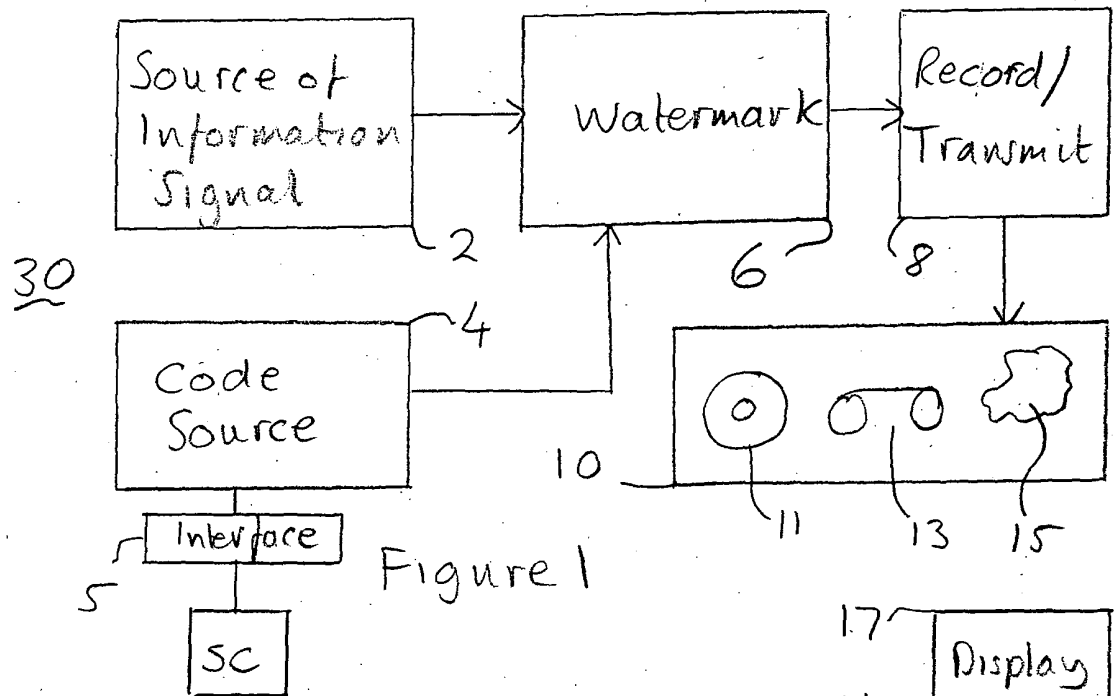 Source of
Information
Signal
2
Watermark
6
Record/
Transmit
8
30
4
Code
Source
10
11
13
15
5
Interface
Figure 1
SC
17
Display